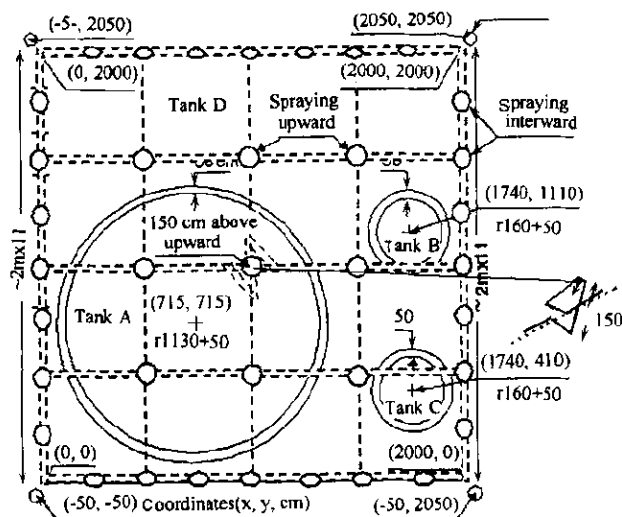 (-5-, 2050)
(2050, 2050)
(0, 2000)
(2000, 2000)
Tank D
Spraying
upward
Spraying
interward
(1740, 1110)
r160+50
150 cm above
upward
Tank B
~2mx11
~2mx11
(715, 715)
Tank A
r1130+50
50
150
(1740, 410)
r160+50
Tank C
(0, 0)
(2000, 0)
(-50, -50)
Coordinates(x, y, cm)
(-50, 2050)